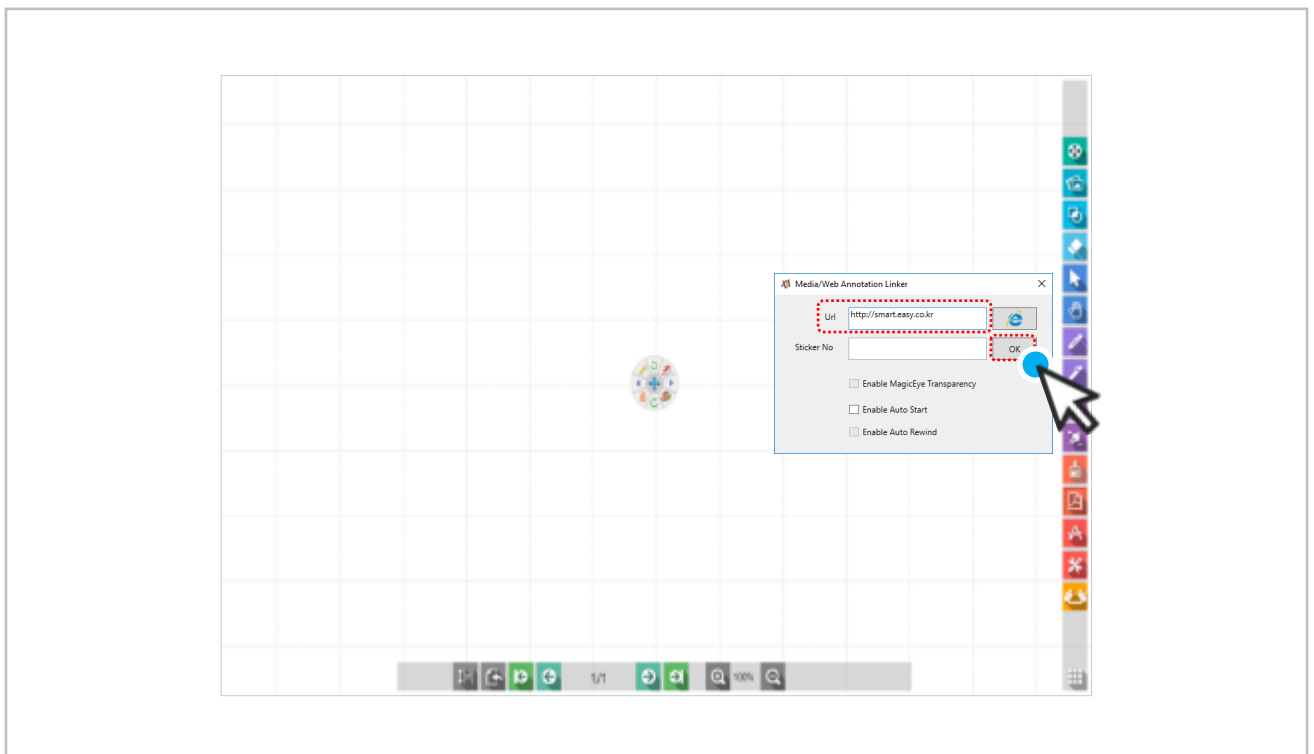 Media/Web Annotation Linker
Url http://smart.easy.co.kr
Sticker No
OK
Enable MagicEye Transparency
Enable Auto Start
Enable Auto Rewind
1/1 100%